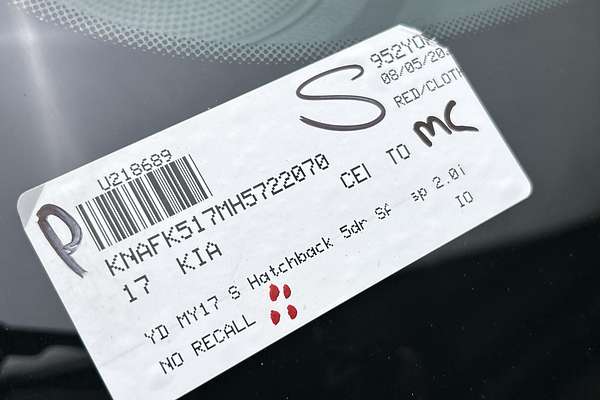 S
08/05/20
RED/CLOTH
U218689
P
KNAFK517MH5722070
CEI TO MC
17 KIA
YD MY17 S Hatchback 5dr Sf sp 2.0i
NO RECALL
IO